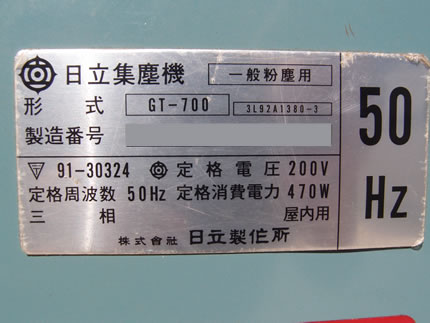 日立集塵機 一般粉塵用
形式 GT-700 3L92A1380-3
製造番号
91-30324 定格電圧 200V
定格周波数 50Hz 定格消費電力 470W
三相 屋内用
株式會社 日立製作所
50
Hz